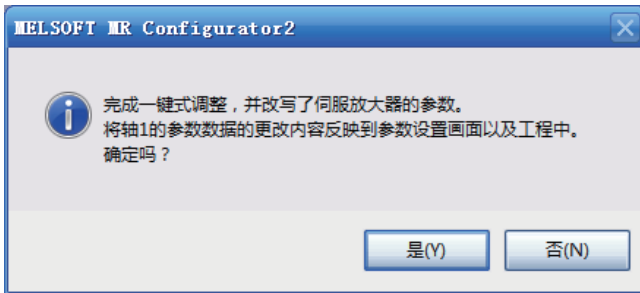 MELSOFT MR Configurator2
完成一键式调整，并改写了伺服放大器的参数。
将轴1的参数数据的更改内容反映到参数设置画面以及工程中。
确定吗？
是(Y)
否(N)